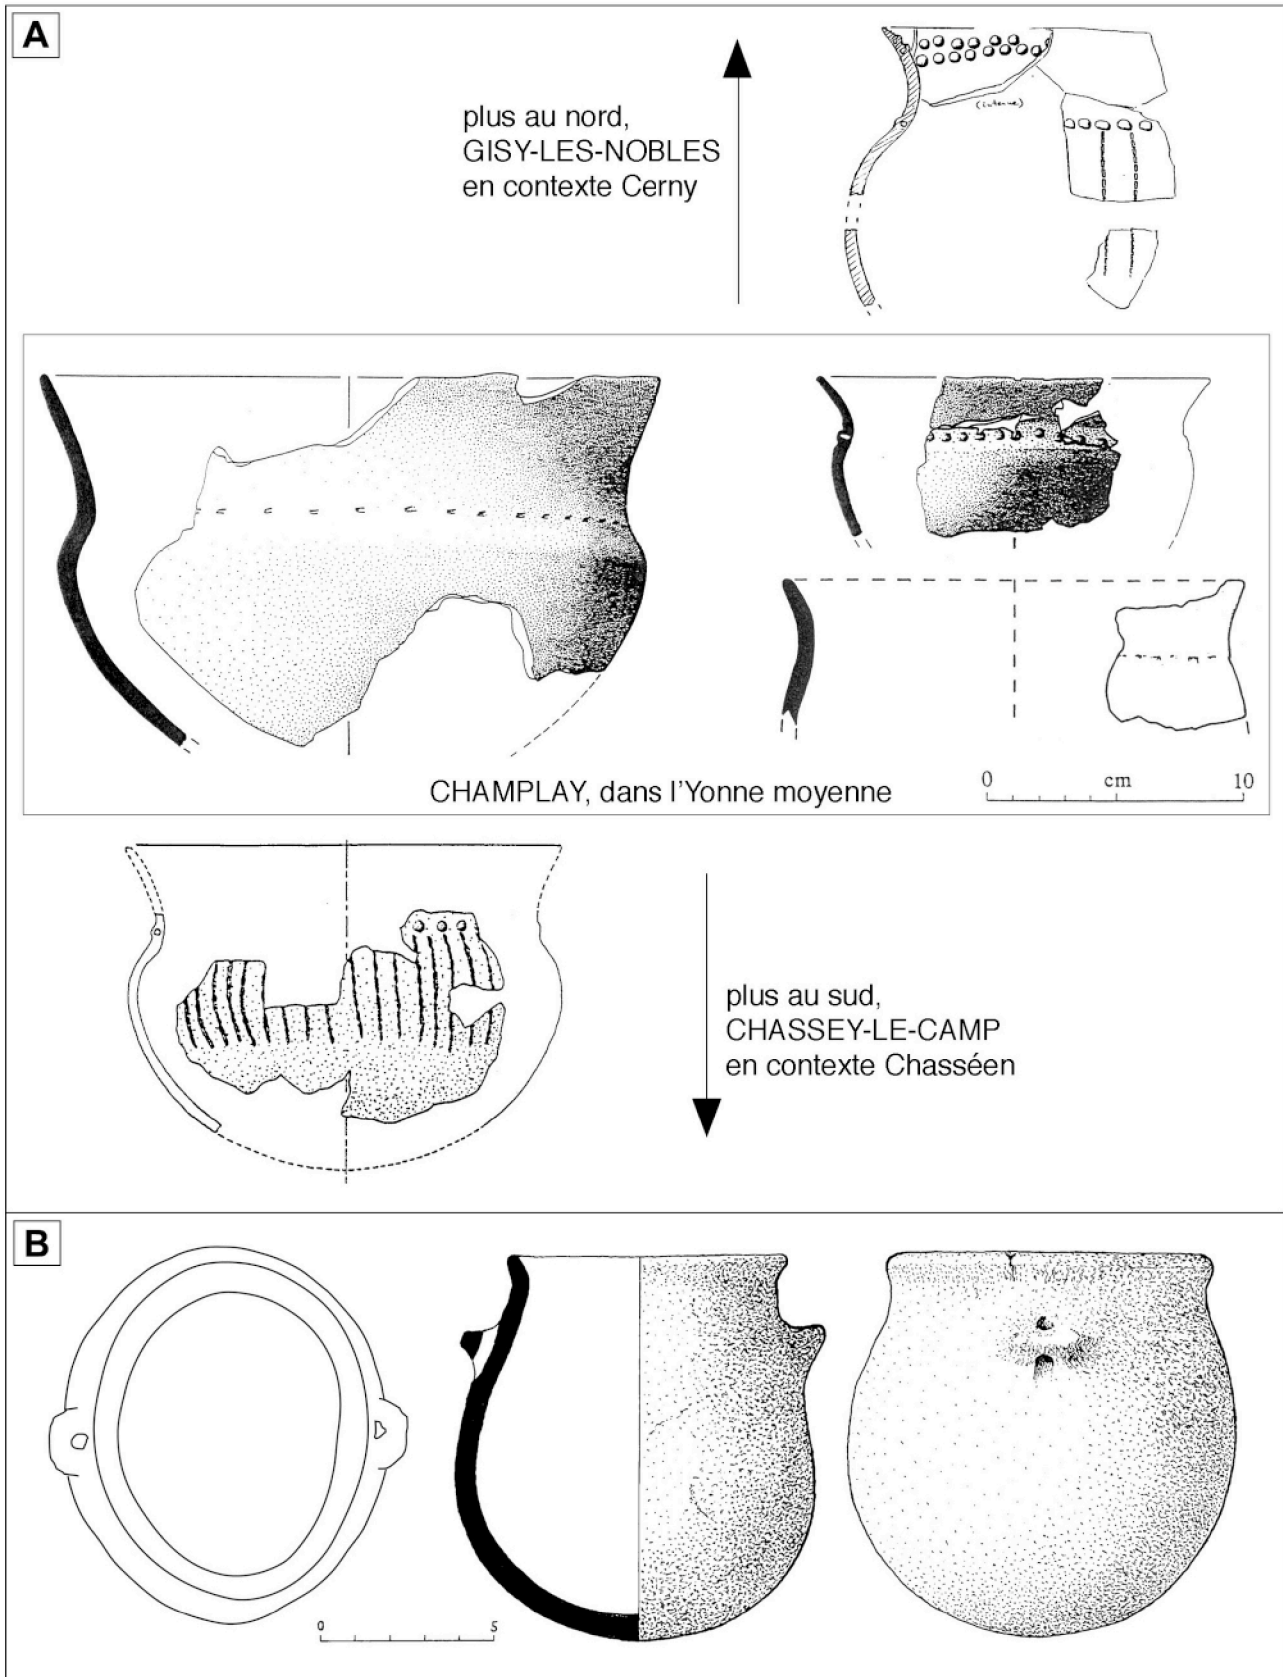 A
plus au nord,
GISY-LES-NOBLES
en contexte Cerny
(interne)
CHAMPLAY, dans l'Yonne moyenne
0 cm 10
plus au sud,
CHASSEY-LE-CAMP
en contexte Chasséen
B
0 5